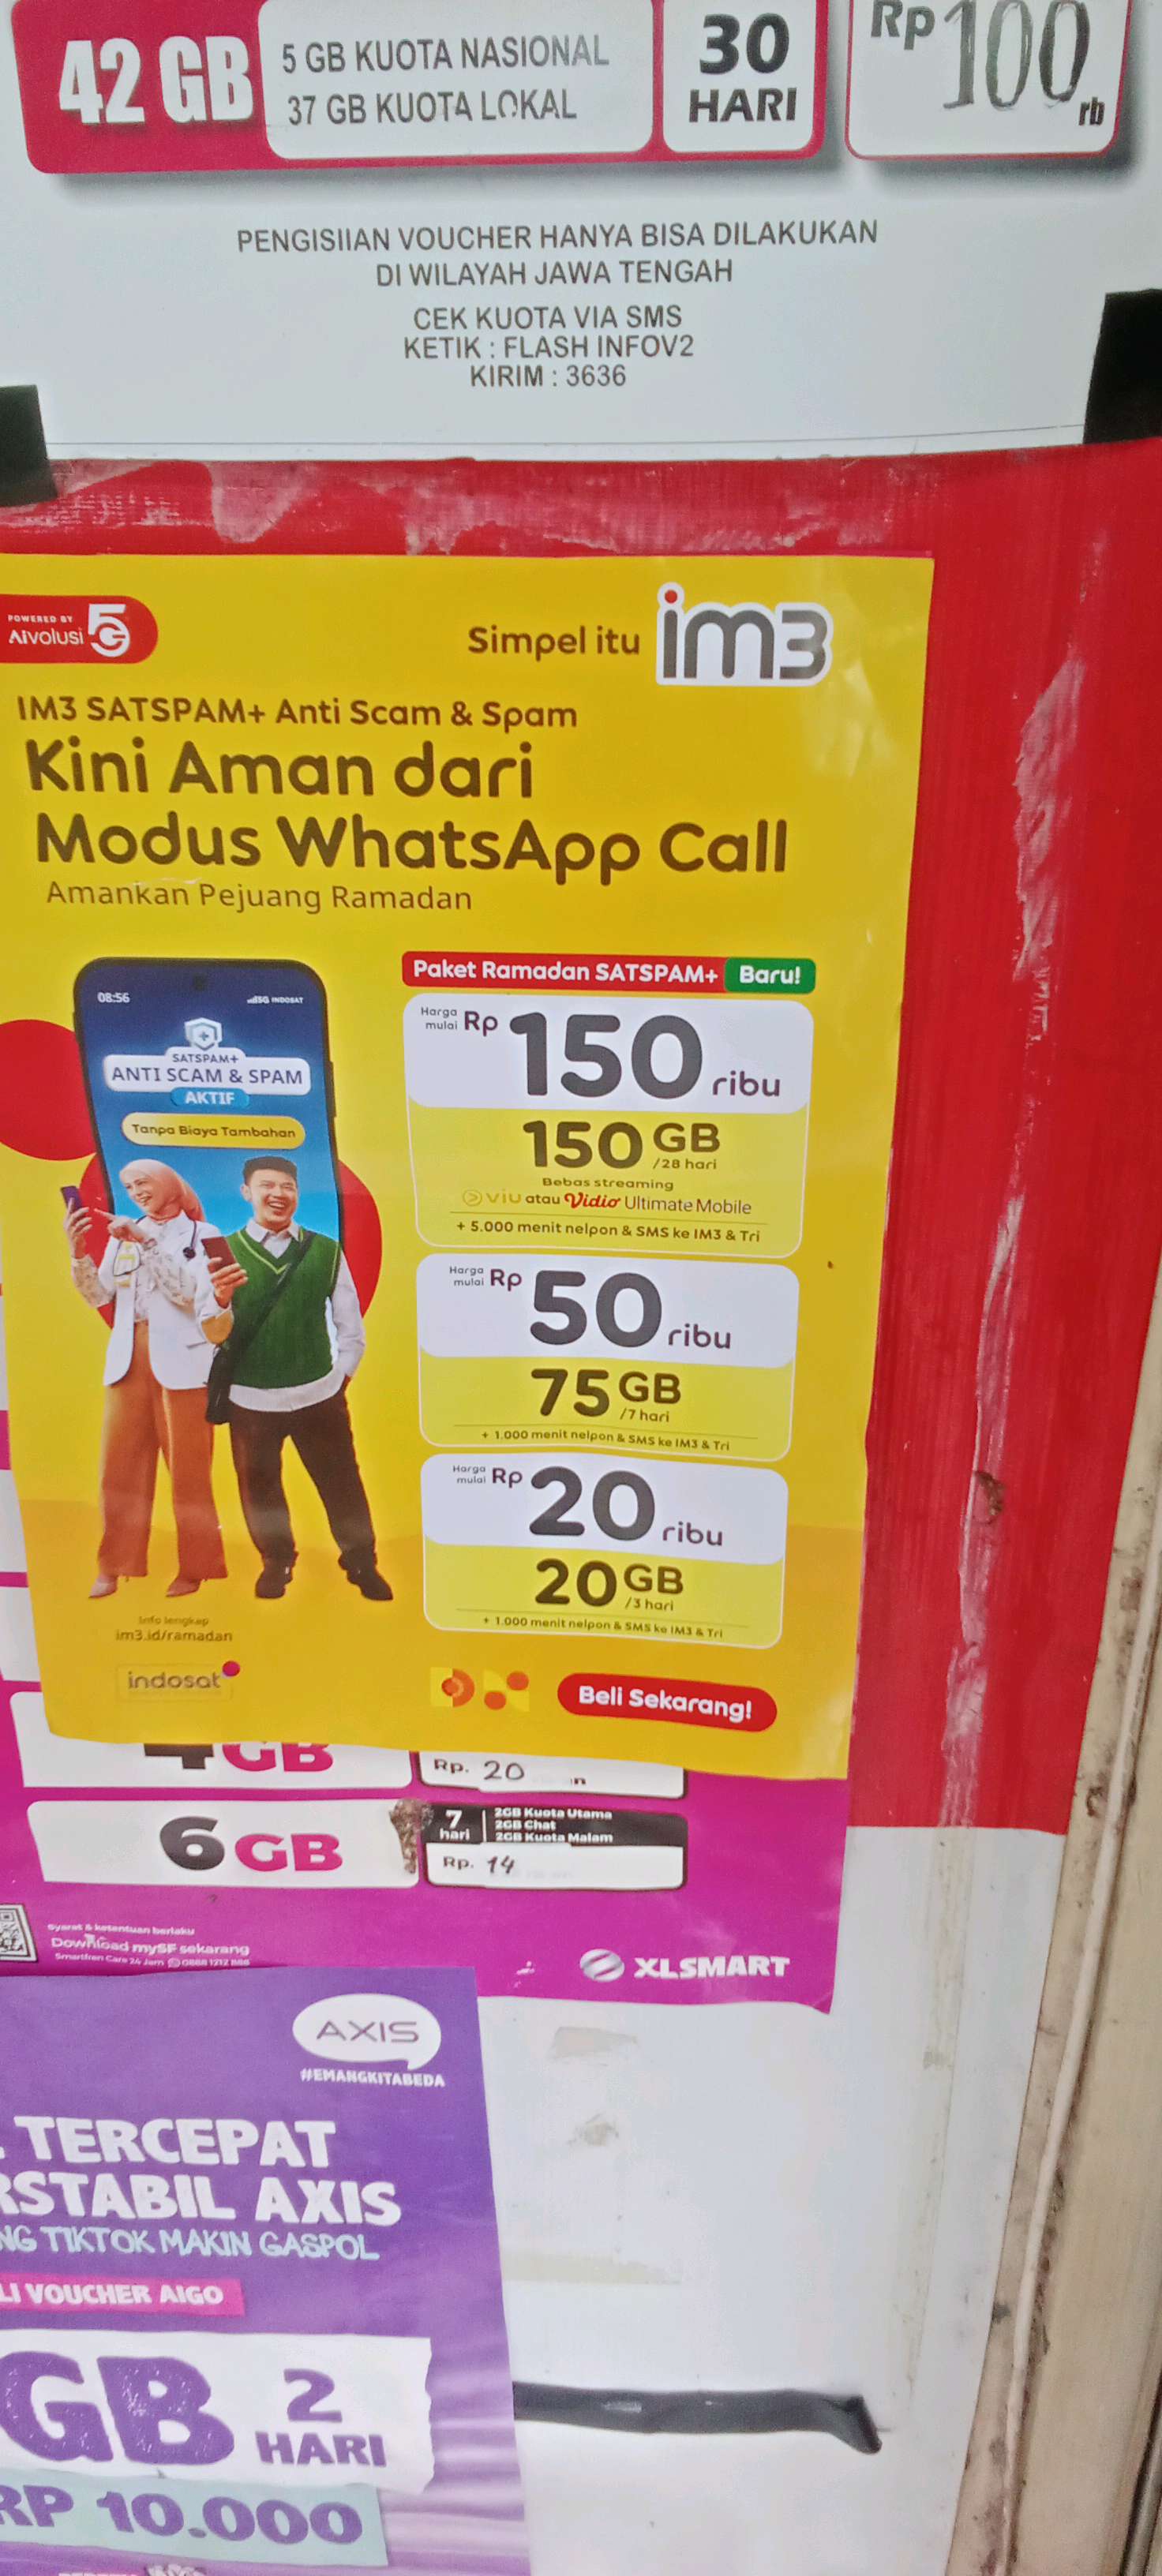 42 GB
5 GB KUOTA NASIONAL
37 GB KUOTA LOKAL
30
HARI
Rp 100 rb
PENGISIIAN VOUCHER HANYA BISA DILAKUKAN
DI WILAYAH JAWA TENGAH
CEK KUOTA VIA SMS
KETIK : FLASH INFOV2
KIRIM : 3636
POWERED BY
AIvolusi 5G
Simpel itu im3
IM3 SATSPAM+ Anti Scam & Spam
Kini Aman dari
Modus WhatsApp Call
Amankan Pejuang Ramadan
08:56
5G INDOSAT
SATSPAM+
ANTI SCAM & SPAM
AKTIF
Tanpa Biaya Tambahan
Paket Ramadan SATSPAM+ Baru!
Harga mulai Rp 150 ribu
150 GB /28 hari
Bebas streaming
viu atau Vidio Ultimate Mobile
+ 5.000 menit nelpon & SMS ke IM3 & Tri
Harga mulai Rp 50 ribu
75 GB /7 hari
+ 1.000 menit nelpon & SMS ke IM3 & Tri
Harga mulai Rp 20 ribu
20 GB /3 hari
+ 1.000 menit nelpon & SMS ke IM3 & Tri
Info lengkap
im3.id/ramadan
indosat
Beli Sekarang!
4GB
Rp. 20
6GB
7 hari
2GB Kuota Utama
2GB Chat
2GB Kuota Malam
Rp. 14
Syarat & ketentuan berlaku
Download mySF sekarang
Smartfren Care 24 Jam
XLSMART
AXIS
#EMANGKITABEDA
TERCEPAT
RSTABIL AXIS
NG TIKTOK MAKIN GASPOL
LI VOUCHER AIGO
GB 2
HARI
RP 10.000